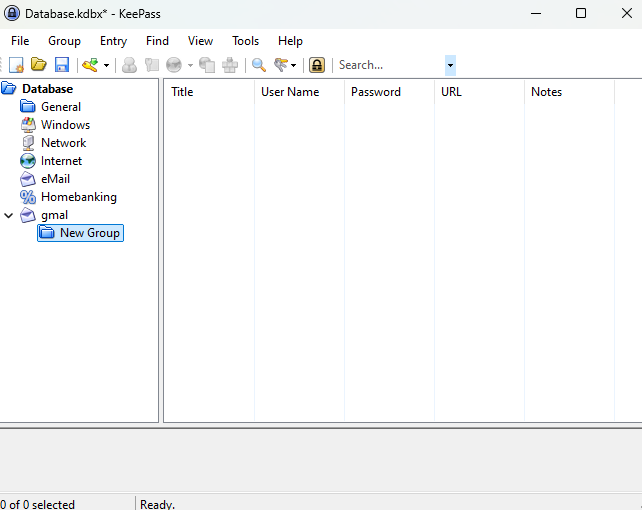 Database.kdbx* - KeePass
File Group Entry Find View Tools Help
Search...
Database
General
Windows
Network
Internet
eMail
Homebanking
gmal
New Group
Title User Name Password URL Notes
0 of 0 selected Ready.